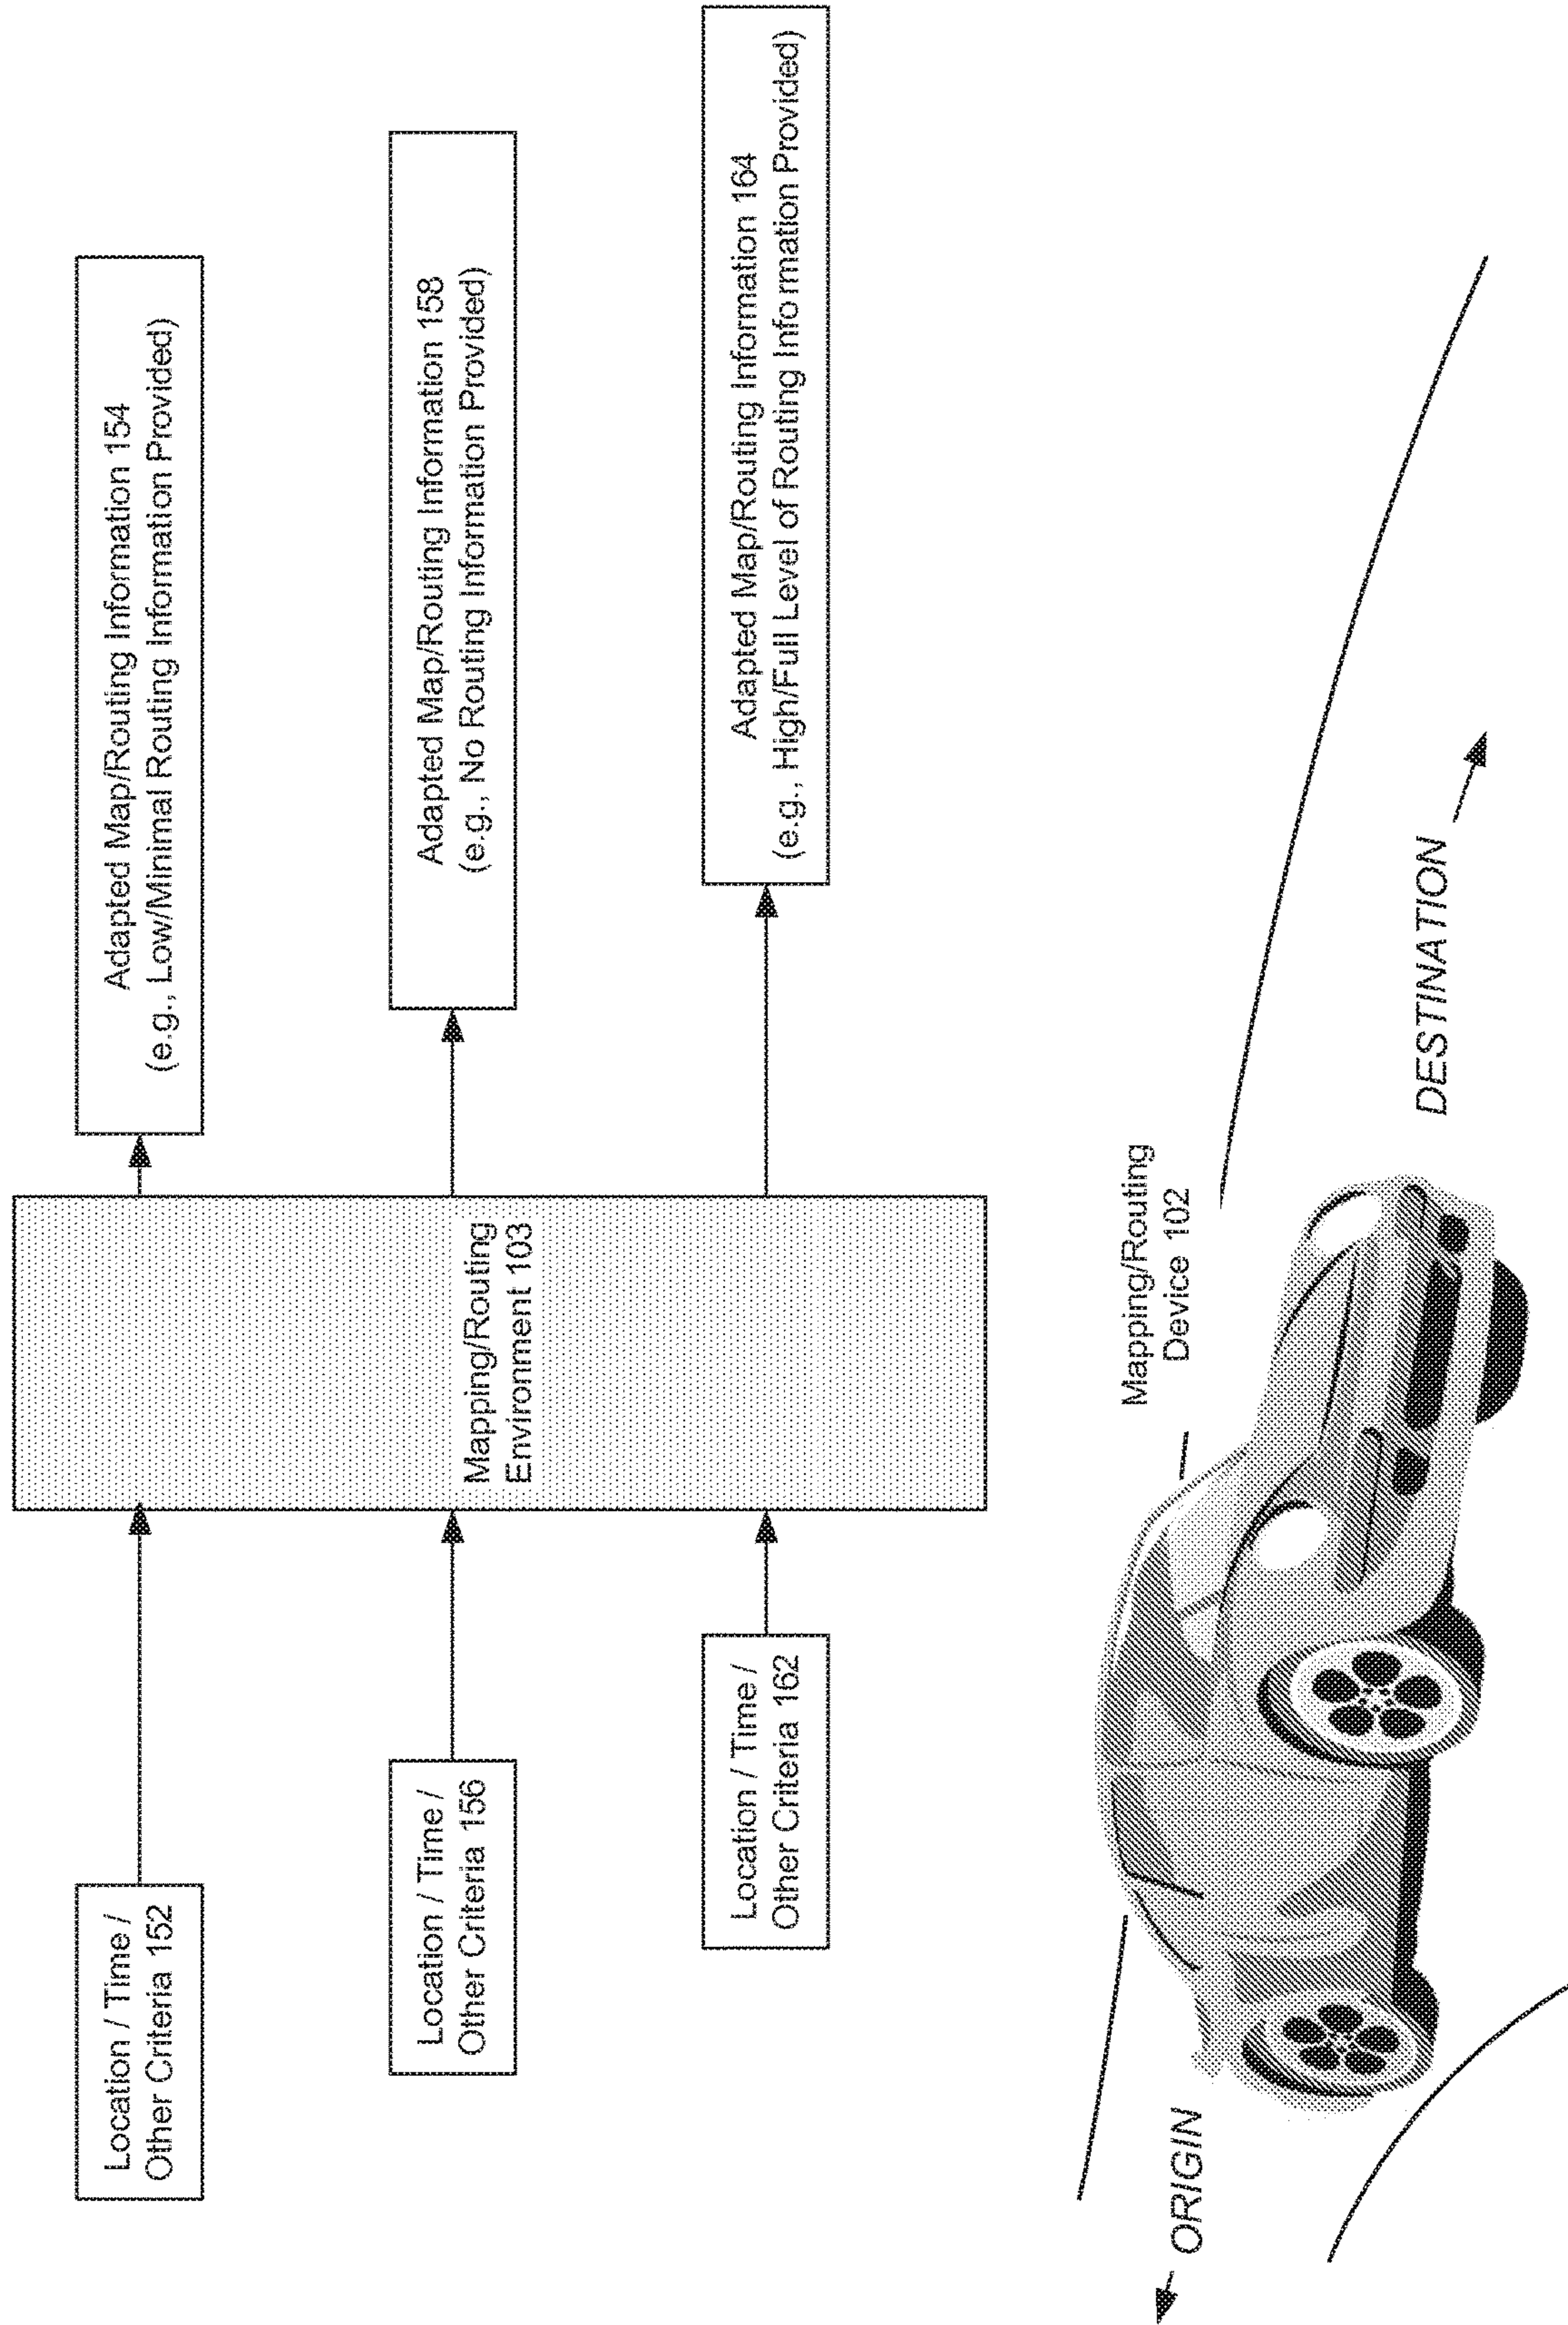 Location / Time /
Other Criteria 152
Adapted Map/Routing Information 154
(e.g., Low/Minimal Routing Information Provided)
Location / Time /
Other Criteria 156
Mapping/Routing
Environment 103
Adapted Map/Routing Information 158
(e.g., No Routing Information Provided)
Location / Time /
Other Criteria 162
Adapted Map/Routing Information 164
(e.g., High/Full Level of Routing Information Provided)
Mapping/Routing
Device 102
ORIGIN
DESTINATION